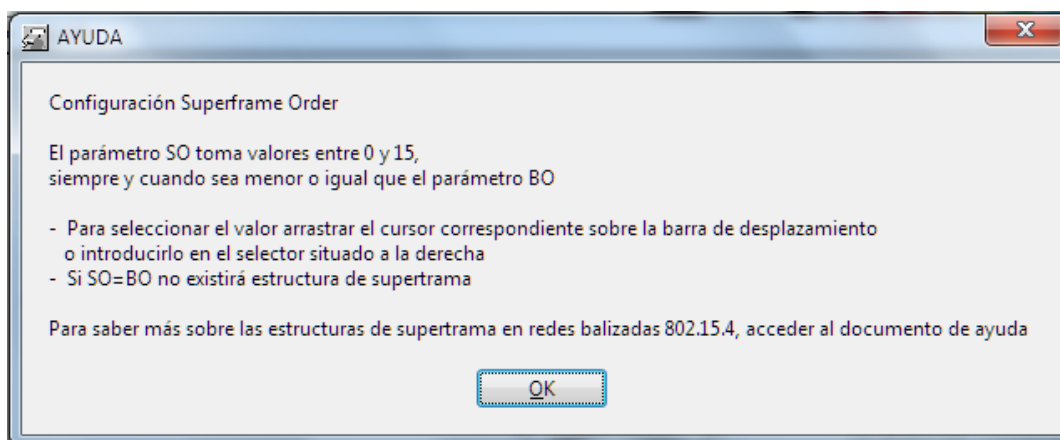 AYUDA
x
Configuración Superframe Order
El parámetro SO toma valores entre 0 y 15,
siempre y cuando sea menor o igual que el parámetro BO
- Para seleccionar el valor arrastrar el cursor correspondiente sobre la barra de desplazamiento
o introducirlo en el selector situado a la derecha
- Si SO=BO no existirá estructura de supertrama
Para saber más sobre las estructuras de supertrama en redes balizadas 802.15.4, acceder al documento de ayuda
OK